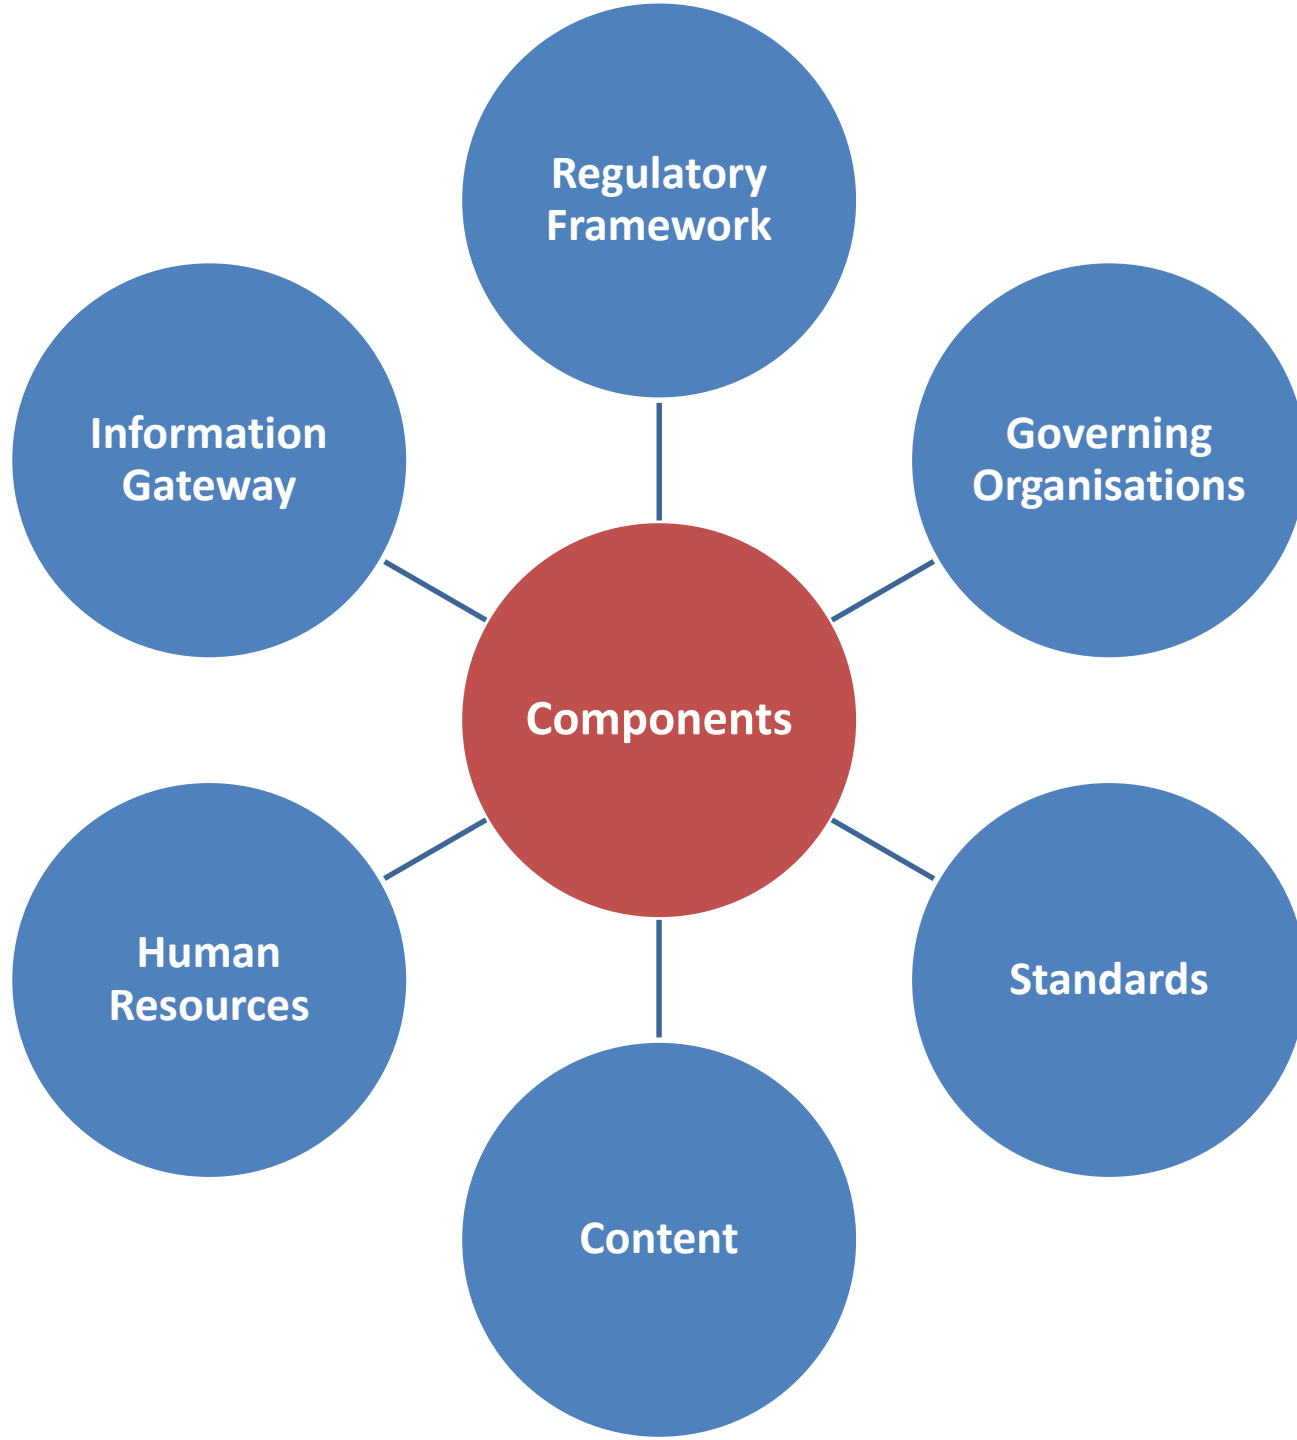 Regulatory
Framework
Information
Gateway
Governing
Organisations
Components
Human
Resources
Standards
Content